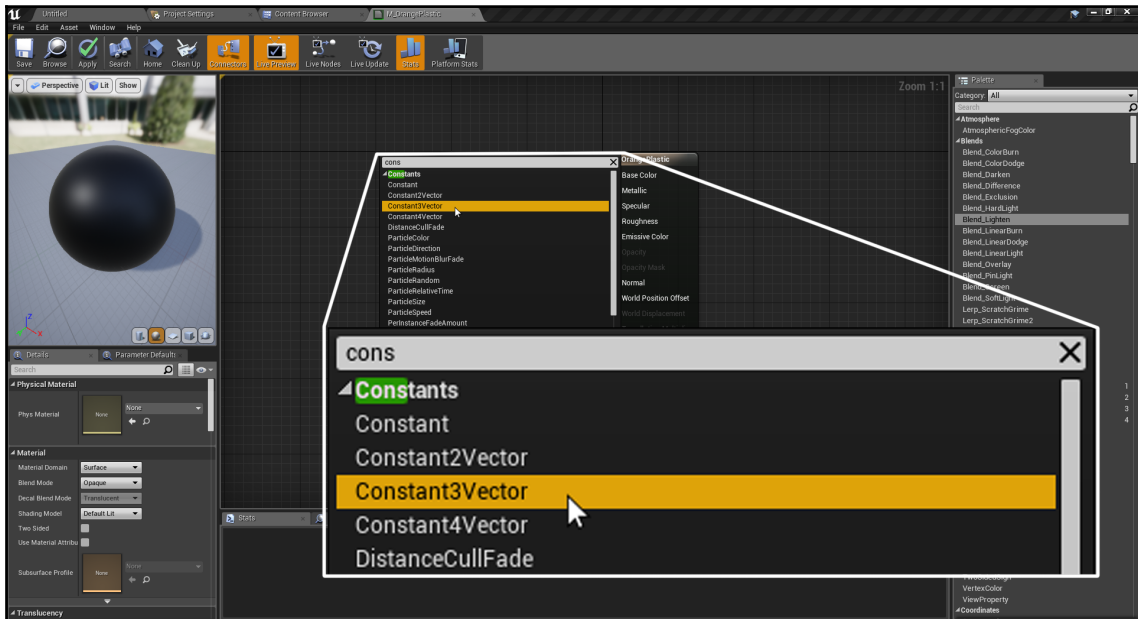 Untitled
Project Settings
Content Browser
M_OrangePlastic
File Edit Asset Window Help
Save Browse Apply Search Home Clean Up Connectors Live Preview Live Nodes Live Update Stats Platform Stats
Perspective Lit Show
Zoom 1:1
Palette
Category: All
Search
Atmosphere
AtmosphericFogColor
Blends
Blend_ColorBurn
Blend_ColorDodge
Blend_Darken
Blend_Difference
Blend_Exclusion
Blend_HardLight
Blend_Lighten
Blend_LinearBurn
Blend_LinearDodge
Blend_LinearLight
Blend_Overlay
Blend_PinLight
Blend_Screen
Blend_SoftLight
Lerp_ScratchGrime
Lerp_ScratchGrime2
1
2
3
4
VertexColor
ViewProperty
Coordinates
cons
Constants
Constant
Constant2Vector
Constant3Vector
Constant4Vector
DistanceCullFade
ParticleColor
ParticleDirection
ParticleMotionBlurFade
ParticleRadius
ParticleRandom
ParticleRelativeTime
ParticleSize
ParticleSpeed
PerInstanceFadeAmount
OrangePlastic
Base Color
Metallic
Specular
Roughness
Emissive Color
Opacity
Opacity Mask
Normal
World Position Offset
World Displacement
cons
Constants
Constant
Constant2Vector
Constant3Vector
Constant4Vector
DistanceCullFade
Z
X
Details
Parameter Defaults
Search
Physical Material
Phys Material
None
None
Material
Material Domain Surface
Blend Mode Opaque
Decal Blend Mode Translucent
Shading Model Default Lit
Two Sided
Use Material Attribu
Subsurface Profile
None
None
Translucency
Stats